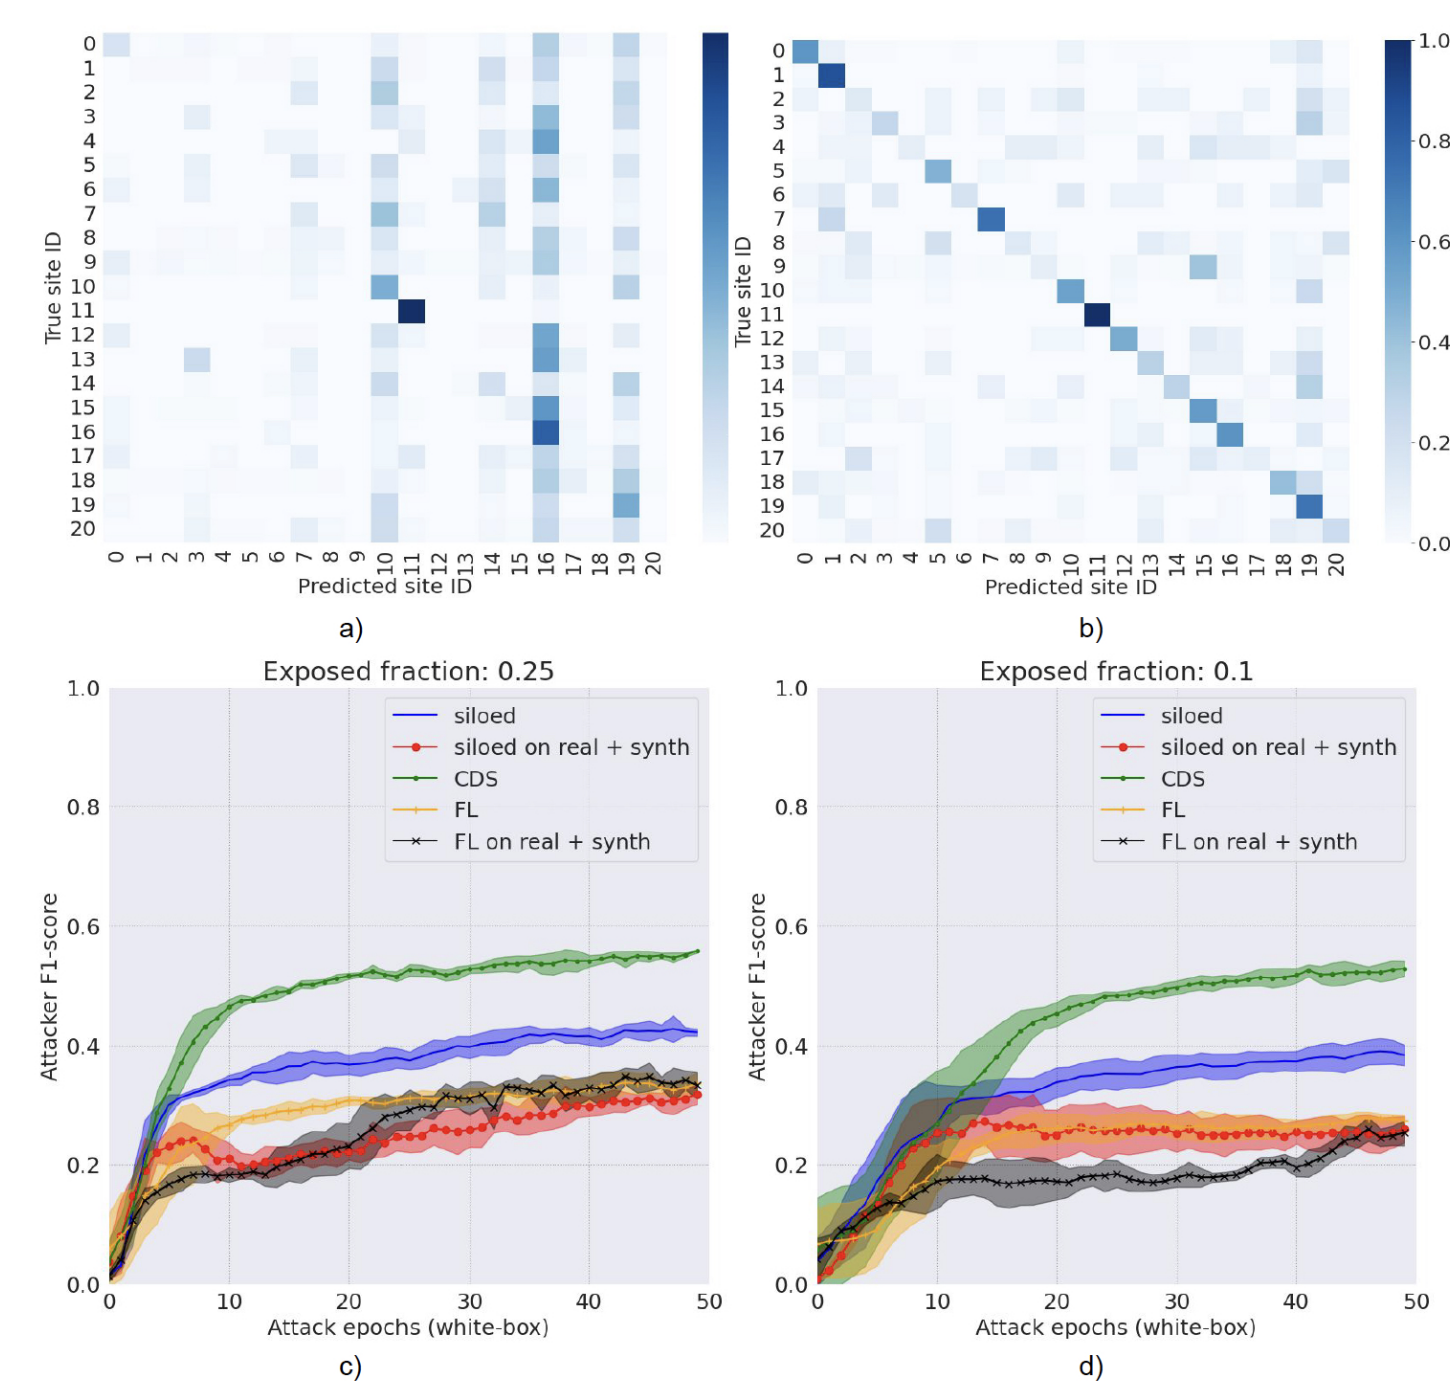 True site ID
0
1
2
3
4
5
6
7
8
9
10
11
12
13
14
15
16
17
18
19
20
0 1 2 3 4 5 6 7 8 9 10 11 12 13 14 15 16 17 18 19 20
Predicted site ID
a)
True site ID
0
1
2
3
4
5
6
7
8
9
10
11
12
13
14
15
16
17
18
19
20
0 1 2 3 4 5 6 7 8 9 10 11 12 13 14 15 16 17 18 19 20
Predicted site ID
1.0
0.8
0.6
0.4
0.2
0.0
b)
Exposed fraction: 0.25
siloed
siloed on real + synth
CDS
FL
FL on real + synth
Attacker F1-score
1.0
0.8
0.6
0.4
0.2
0.0
0 10 20 30 40 50
Attack epochs (white-box)
c)
Exposed fraction: 0.1
siloed
siloed on real + synth
CDS
FL
FL on real + synth
Attacker F1-score
1.0
0.8
0.6
0.4
0.2
0.0
0 10 20 30 40 50
Attack epochs (white-box)
d)